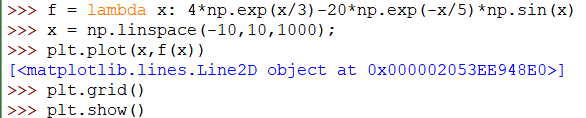 >>> f = lambda x: 4*np.exp(x/3)-20*np.exp(-x/5)*np.sin(x)
>>> x = np.linspace(-10,10,1000);
>>> plt.plot(x,f(x))
[<matplotlib.lines.Line2D object at 0x000002053EE948E0>]
>>> plt.grid()
>>> plt.show()